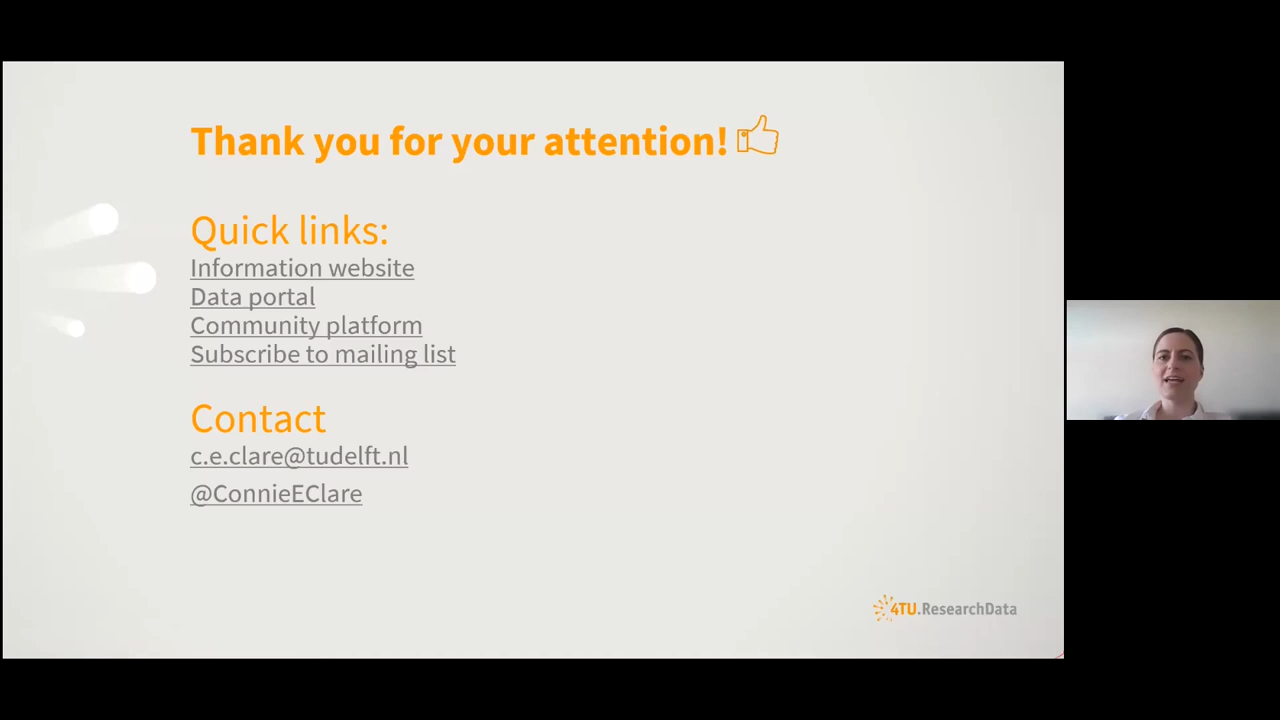 Thank you for your attention!
Quick links:
Information website
Data portal
Community platform
Subscribe to mailing list
Contact
c.e.clare@tudelft.nl
@ConnieEClare
4TU.ResearchData